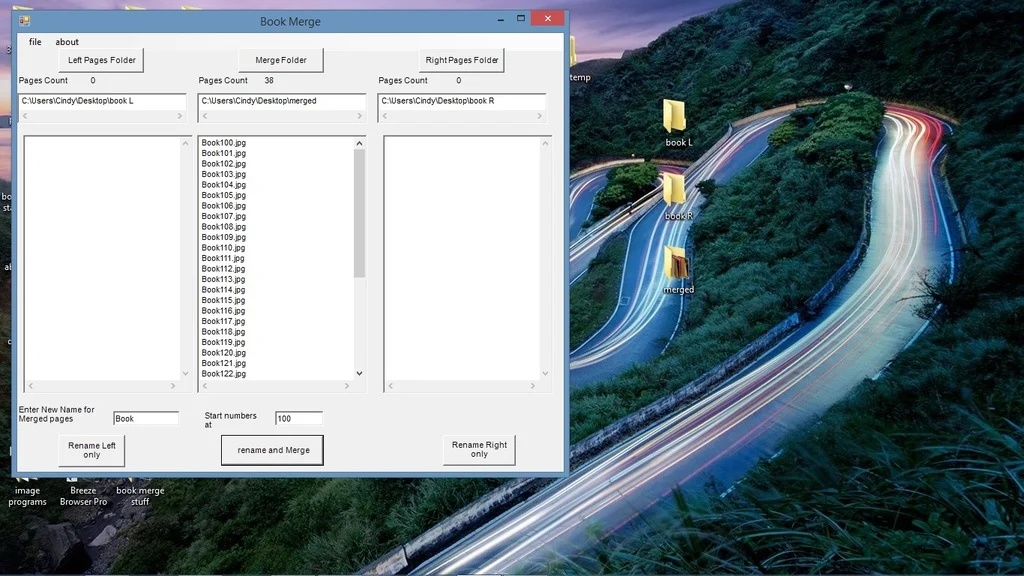 Book Merge
file about
Left Pages Folder Merge Folder Right Pages Folder
Pages Count 0 Pages Count 38 Pages Count 0
C:\Users\Cindy\Desktop\book L C:\Users\Cindy\Desktop\merged C:\Users\Cindy\Desktop\book R
Book100.jpg
Book101.jpg
Book102.jpg
Book103.jpg
Book104.jpg
Book105.jpg
Book106.jpg
Book107.jpg
Book108.jpg
Book109.jpg
Book110.jpg
Book111.jpg
Book112.jpg
Book113.jpg
Book114.jpg
Book115.jpg
Book116.jpg
Book117.jpg
Book118.jpg
Book119.jpg
Book120.jpg
Book121.jpg
Book122.jpg
Enter New Name for
Merged pages
Book
Start numbers
at
100
Rename Left
only
rename and Merge
Rename Right
only
temp
book L
book R
merged
image
programs
Breeze
Browser Pro
book merge
stuff